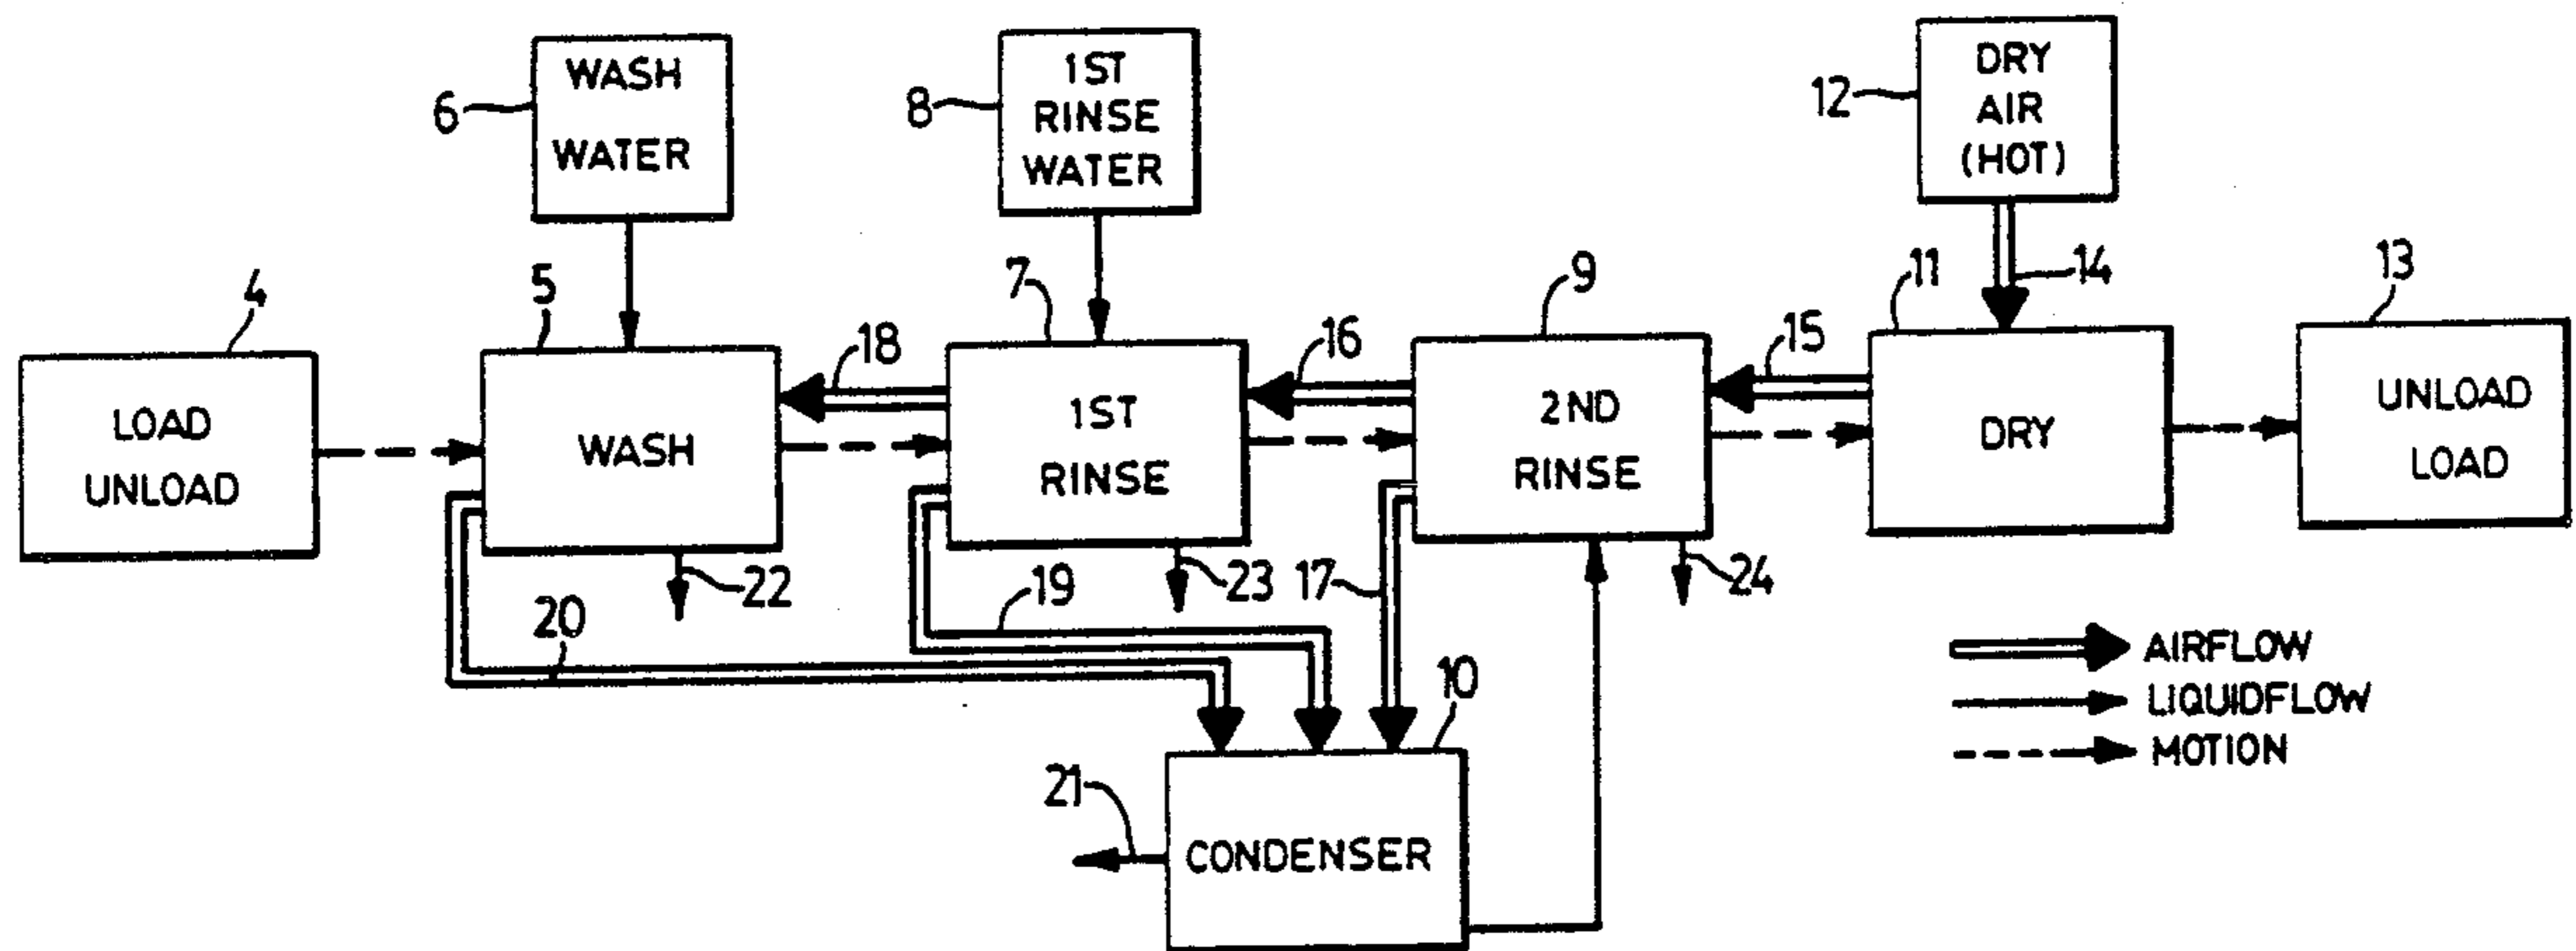 WASH
WATER
6
1ST
RINSE
WATER
8
DRY
AIR
(HOT)
12
14
4
LOAD
UNLOAD
5
WASH
18
7
1ST
RINSE
16
9
2ND
RINSE
15
11
DRY
13
UNLOAD
LOAD
22
23
24
20
19
17
10
21
CONDENSER
AIRFLOW
LIQUIDFLOW
MOTION